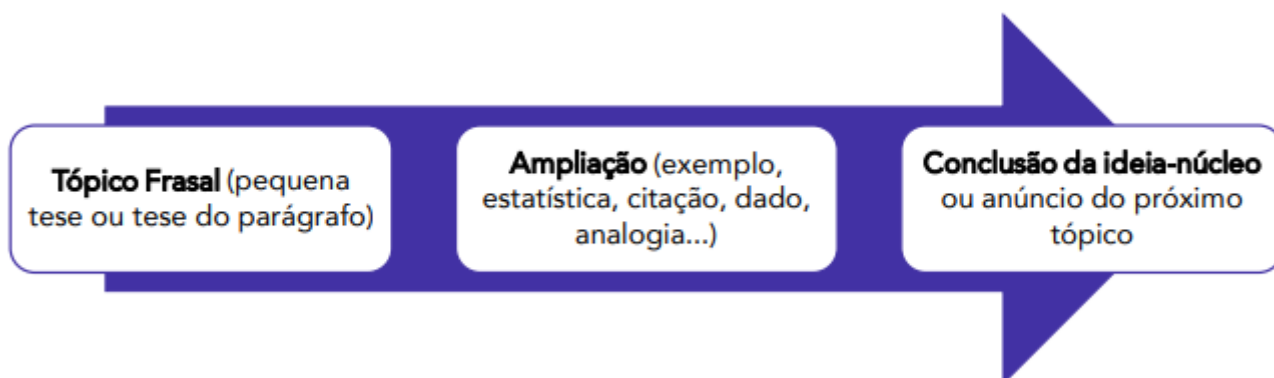 Tópico Frasal (pequena
tese ou tese do parágrafo)
Ampliação (exemplo,
estatística, citação, dado,
analogia...)
Conclusão da ideia-núcleo
ou anúncio do próximo
tópico